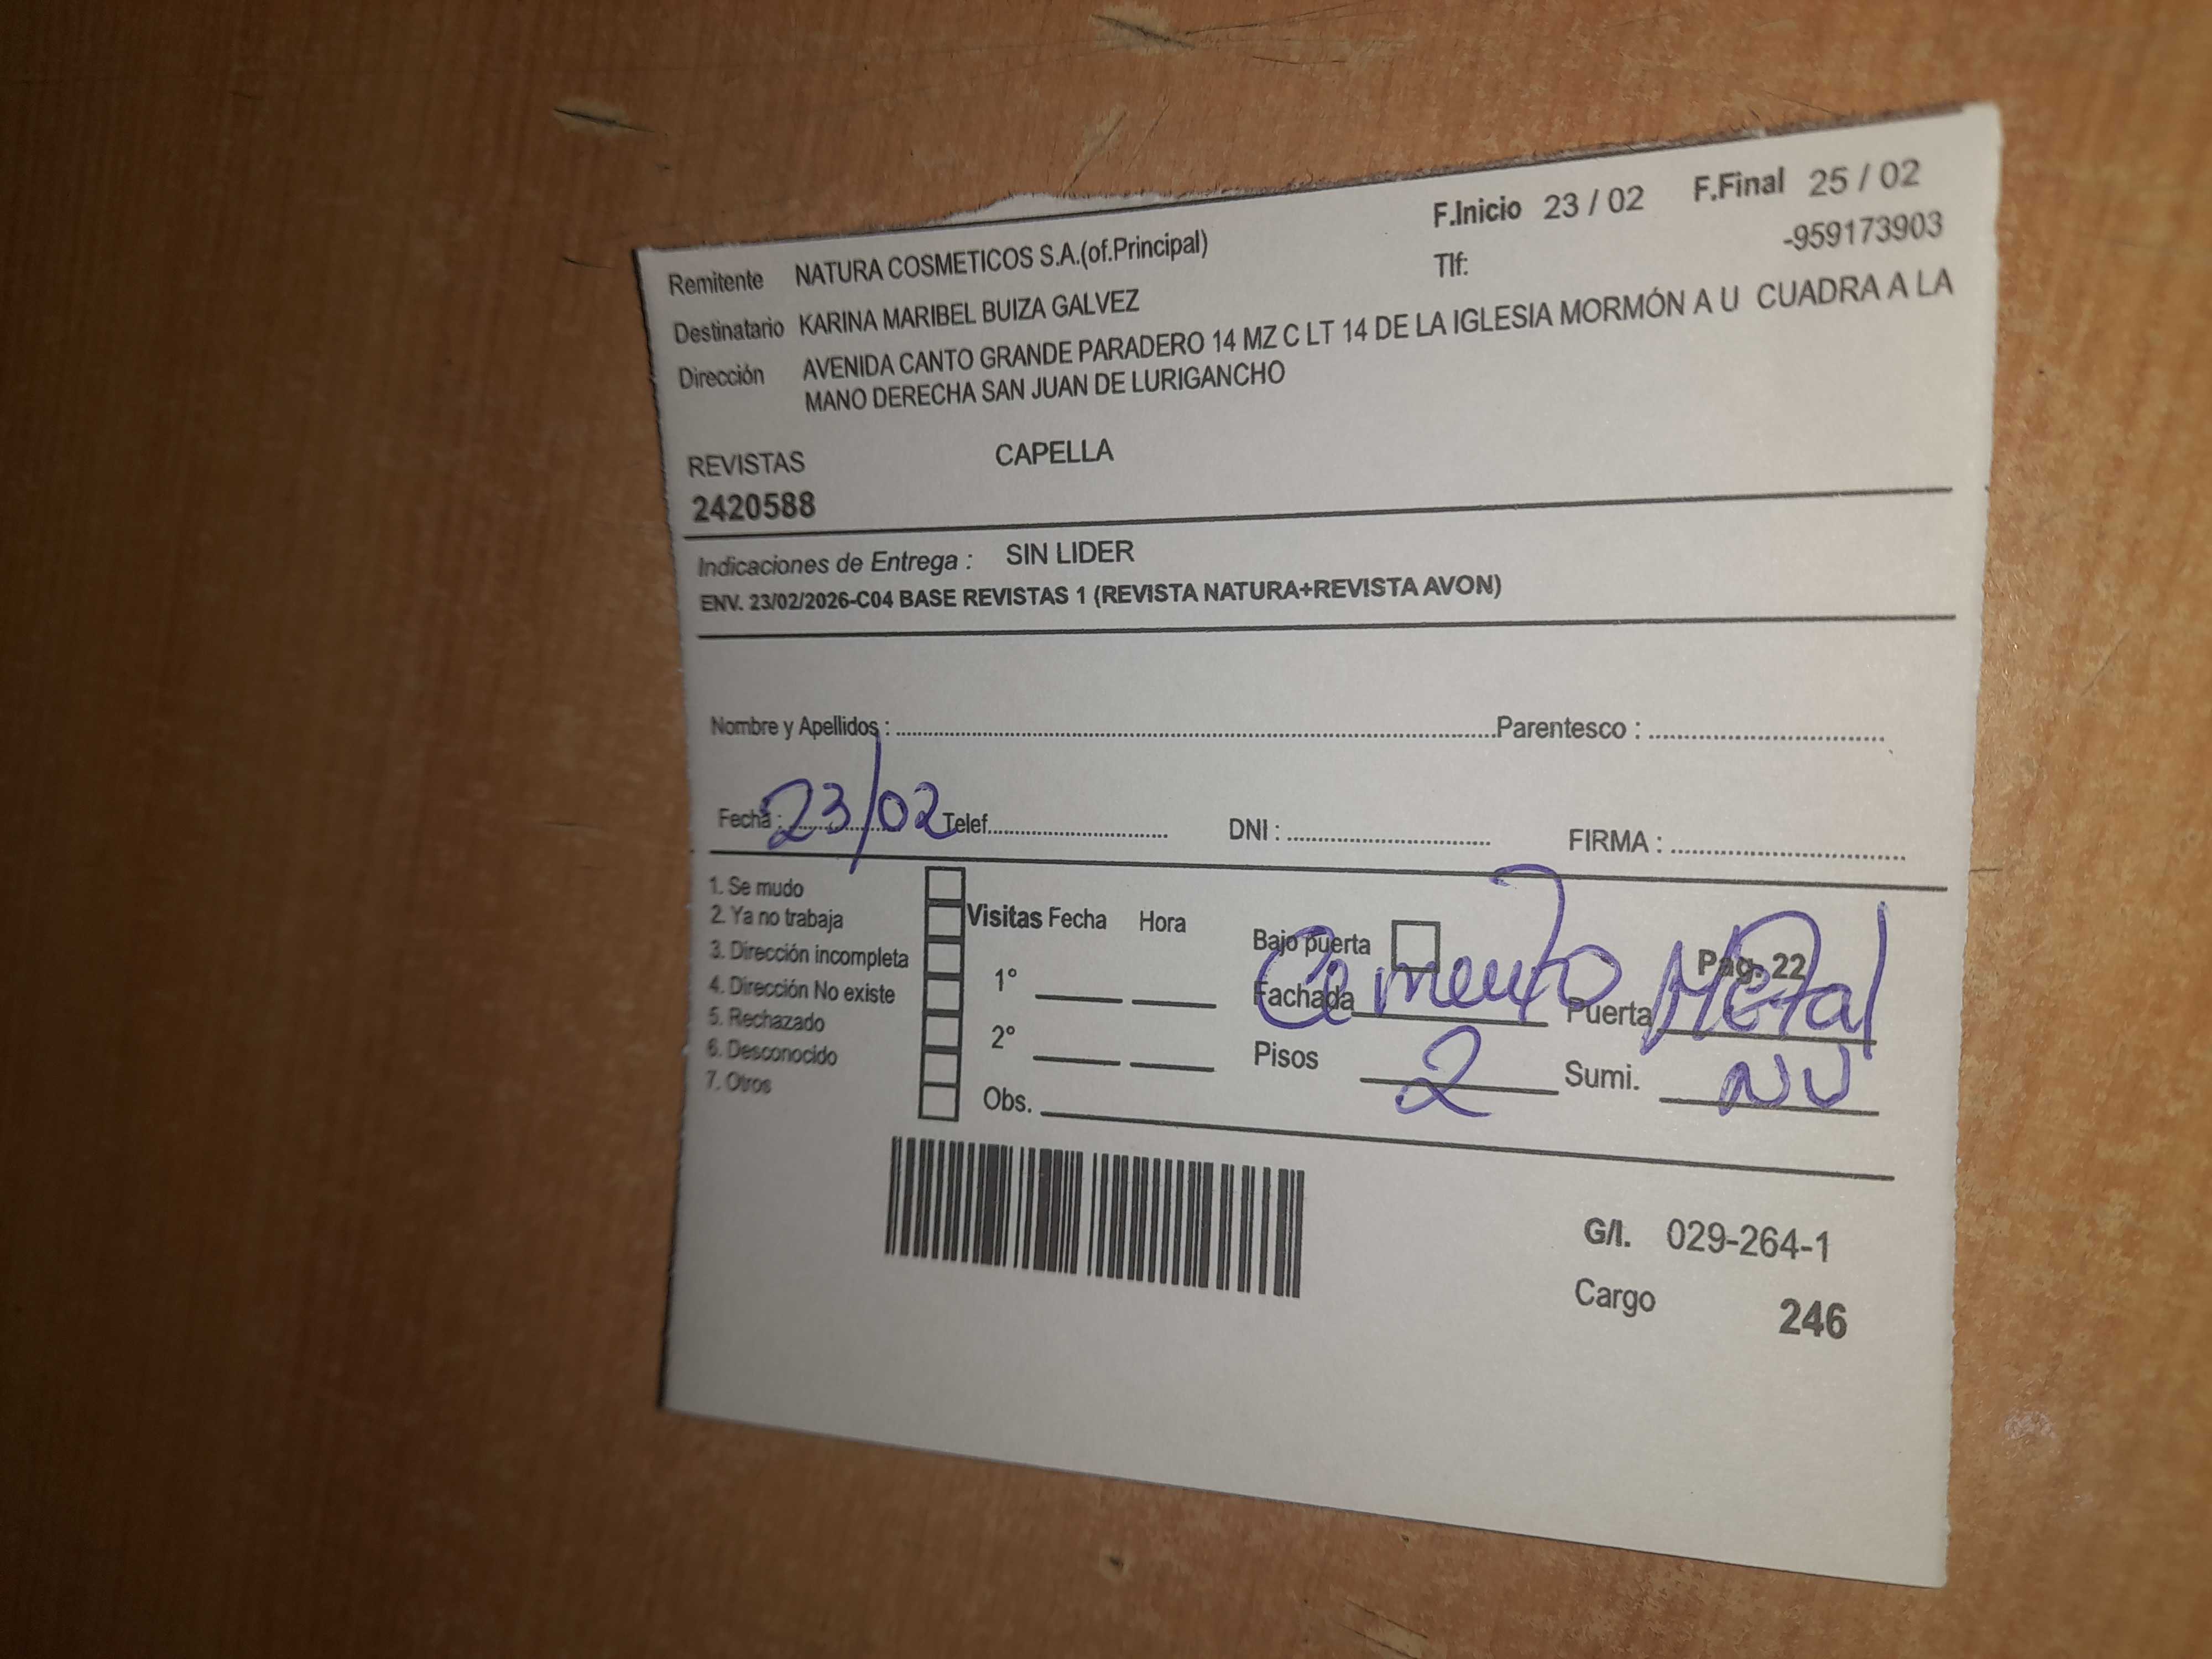 F.Inicio 23 / 02 F.Final 25 / 02
Remitente NATURA COSMETICOS S.A.(of.Principal) Tlf: -959173903
Destinatario KARINA MARIBEL BUIZA GALVEZ
Dirección AVENIDA CANTO GRANDE PARADERO 14 MZ C LT 14 DE LA IGLESIA MORMÓN A U CUADRA A LA
MANO DERECHA SAN JUAN DE LURIGANCHO
REVISTAS CAPELLA
2420588
Indicaciones de Entrega : SIN LIDER
ENV. 23/02/2026-C04 BASE REVISTAS 1 (REVISTA NATURA+REVISTA AVON)
Nombre y Apellidos : Parentesco :
Fecha : 23/02 Telef. DNI : FIRMA :
1. Se mudo
2. Ya no trabaja
3. Dirección incompleta
4. Dirección No existe
5. Rechazado
6. Desconocido
7. Otros
Visitas Fecha Hora
1°
2°
Obs.
Bajo puerta Pag. 22
Fachada Cemento Puerta Metal
Pisos 2 Sumi. NV
G/I. 029-264-1
Cargo 246